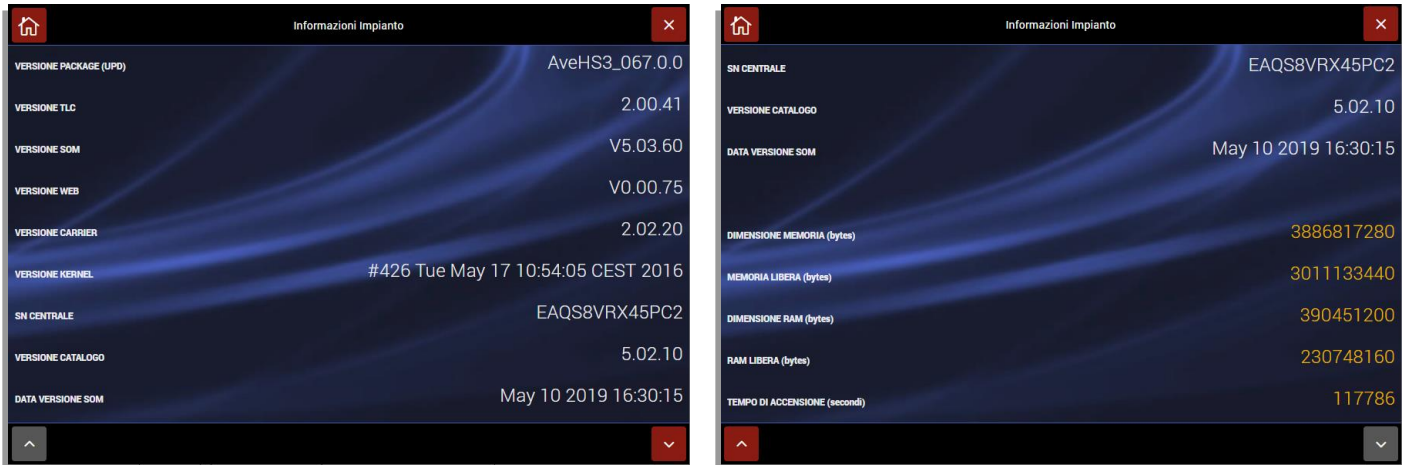 Informazioni Impianto
VERSIONE PACKAGE (UPD) AveHS3_067.0.0
VERSIONE TLC 2.00.41
VERSIONE SOM V5.03.60
VERSIONE WEB V0.00.75
VERSIONE CARRIER 2.02.20
VERSIONE KERNEL #426 Tue May 17 10:54:05 CEST 2016
SN CENTRALE EAQS8VRX45PC2
VERSIONE CATALOGO 5.02.10
DATA VERSIONE SOM May 10 2019 16:30:15
Informazioni Impianto
SN CENTRALE EAQS8VRX45PC2
VERSIONE CATALOGO 5.02.10
DATA VERSIONE SOM May 10 2019 16:30:15
DIMENSIONE MEMORIA (bytes) 3886817280
MEMORIA LIBERA (bytes) 3011133440
DIMENSIONE RAM (bytes) 390451200
RAM LIBERA (bytes) 230748160
TEMPO DI ACCENSIONE (secondi) 117786